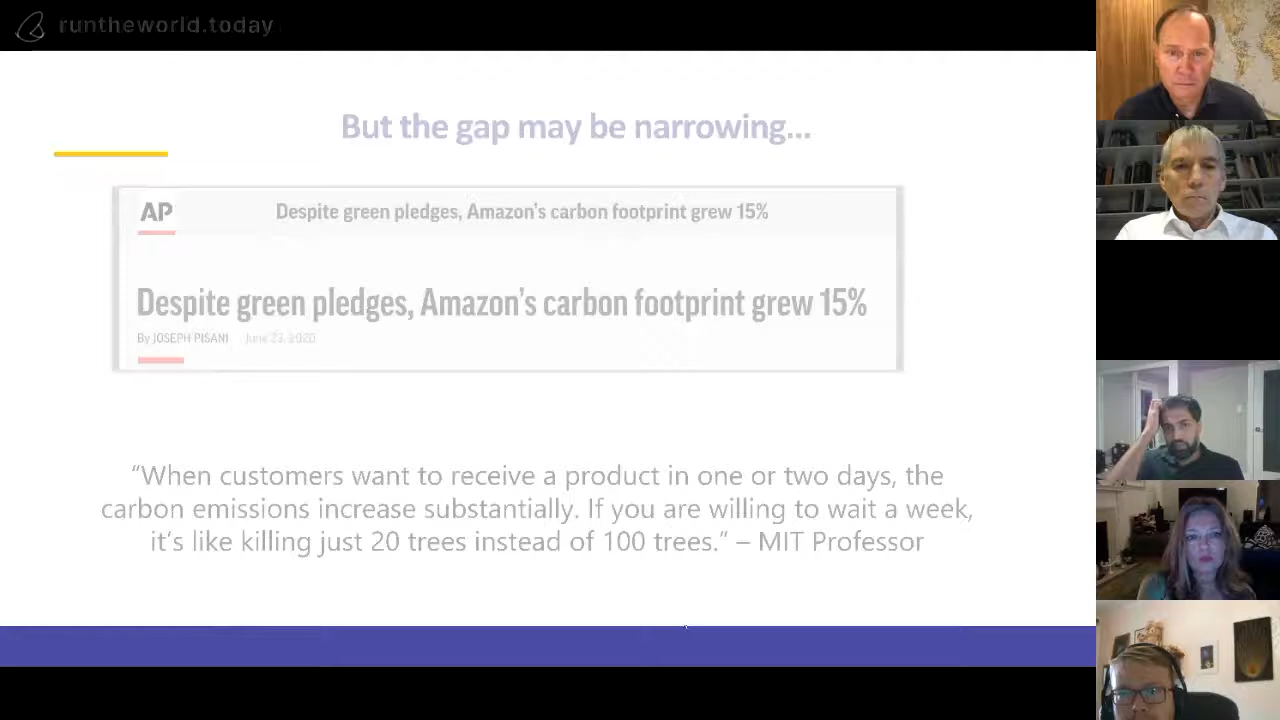 runtheworld.today
But the gap may be narrowing...
AP
Despite green pledges, Amazon's carbon footprint grew 15%
Despite green pledges, Amazon's carbon footprint grew 15%
By JOSEPH PISANI June 23, 2020
“When customers want to receive a product in one or two days, the
carbon emissions increase substantially. If you are willing to wait a week,
it's like killing just 20 trees instead of 100 trees.” – MIT Professor